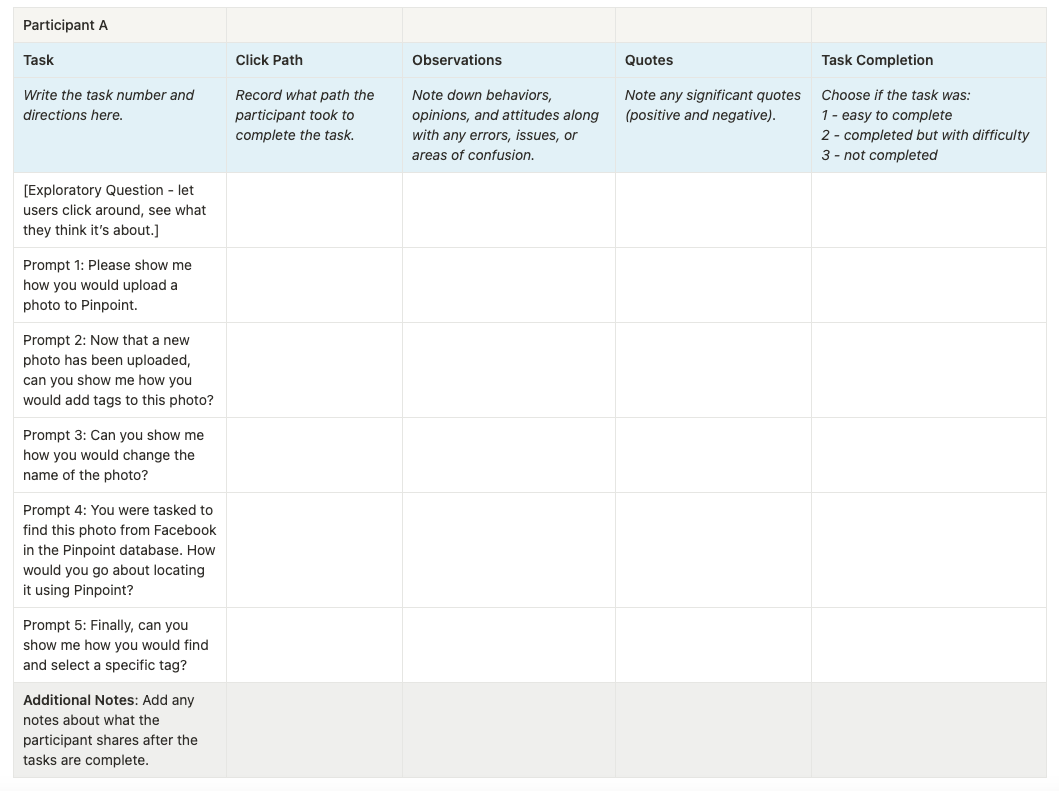 Participant A
Task
Click Path
Observations
Quotes
Task Completion
Write the task number and
directions here.
Record what path the
participant took to
complete the task.
Note down behaviors,
opinions, and attitudes along
with any errors, issues, or
areas of confusion.
Note any significant quotes
(positive and negative).
Choose if the task was:
1 - easy to complete
2 - completed but with difficulty
3 - not completed
[Exploratory Question - let
users click around, see what
they think it’s about.]
Prompt 1: Please show me
how you would upload a
photo to Pinpoint.
Prompt 2: Now that a new
photo has been uploaded,
can you show me how you
would add tags to this photo?
Prompt 3: Can you show me
how you would change the
name of the photo?
Prompt 4: You were tasked to
find this photo from Facebook
in the Pinpoint database. How
would you go about locating
it using Pinpoint?
Prompt 5: Finally, can you
show me how you would find
and select a specific tag?
Additional Notes: Add any
notes about what the
participant shares after the
tasks are complete.